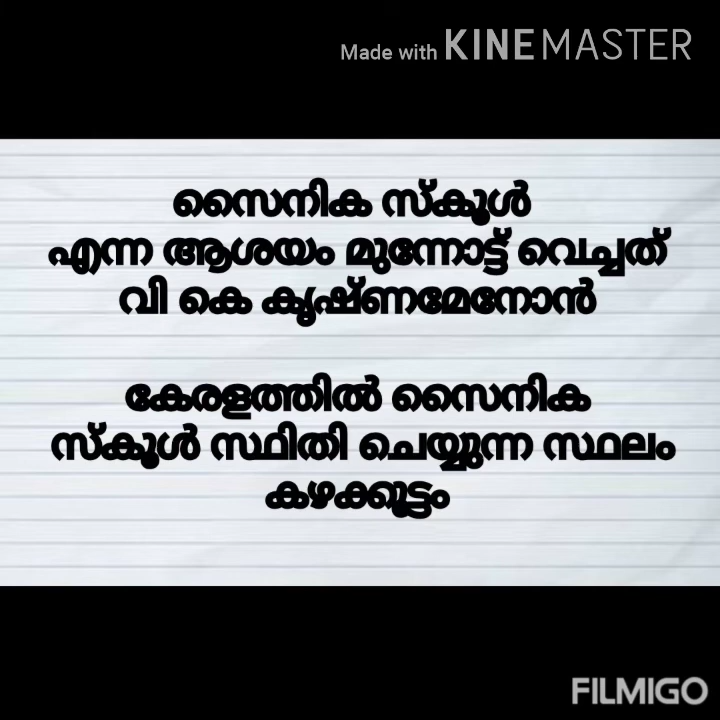 Made with KINEMASTER
സൈനിക സ്കൂൾ
എന്ന ആശയം മുന്നോട്ട് വെച്ചത്
വി കെ കൃഷ്ണമേനോൻ
കേരളത്തിൽ സൈനിക
സ്കൂൾ സ്ഥിതി ചെയ്യുന്ന സ്ഥലം
കഴക്കൂട്ടം
FILMIGO